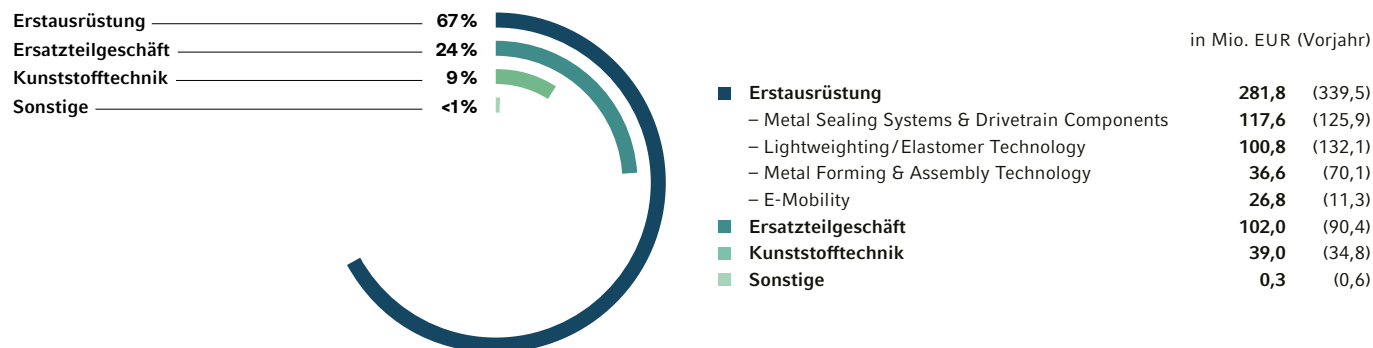 Erstausrüstung 67 %
Ersatzteilgeschäft 24 %
Kunststofftechnik 9 %
Sonstige <1 %
in Mio. EUR (Vorjahr)
Erstausrüstung 281,8 (339,5)
– Metal Sealing Systems & Drivetrain Components 117,6 (125,9)
– Lightweighting/Elastomer Technology 100,8 (132,1)
– Metal Forming & Assembly Technology 36,6 (70,1)
– E-Mobility 26,8 (11,3)
Ersatzteilgeschäft 102,0 (90,4)
Kunststofftechnik 39,0 (34,8)
Sonstige 0,3 (0,6)